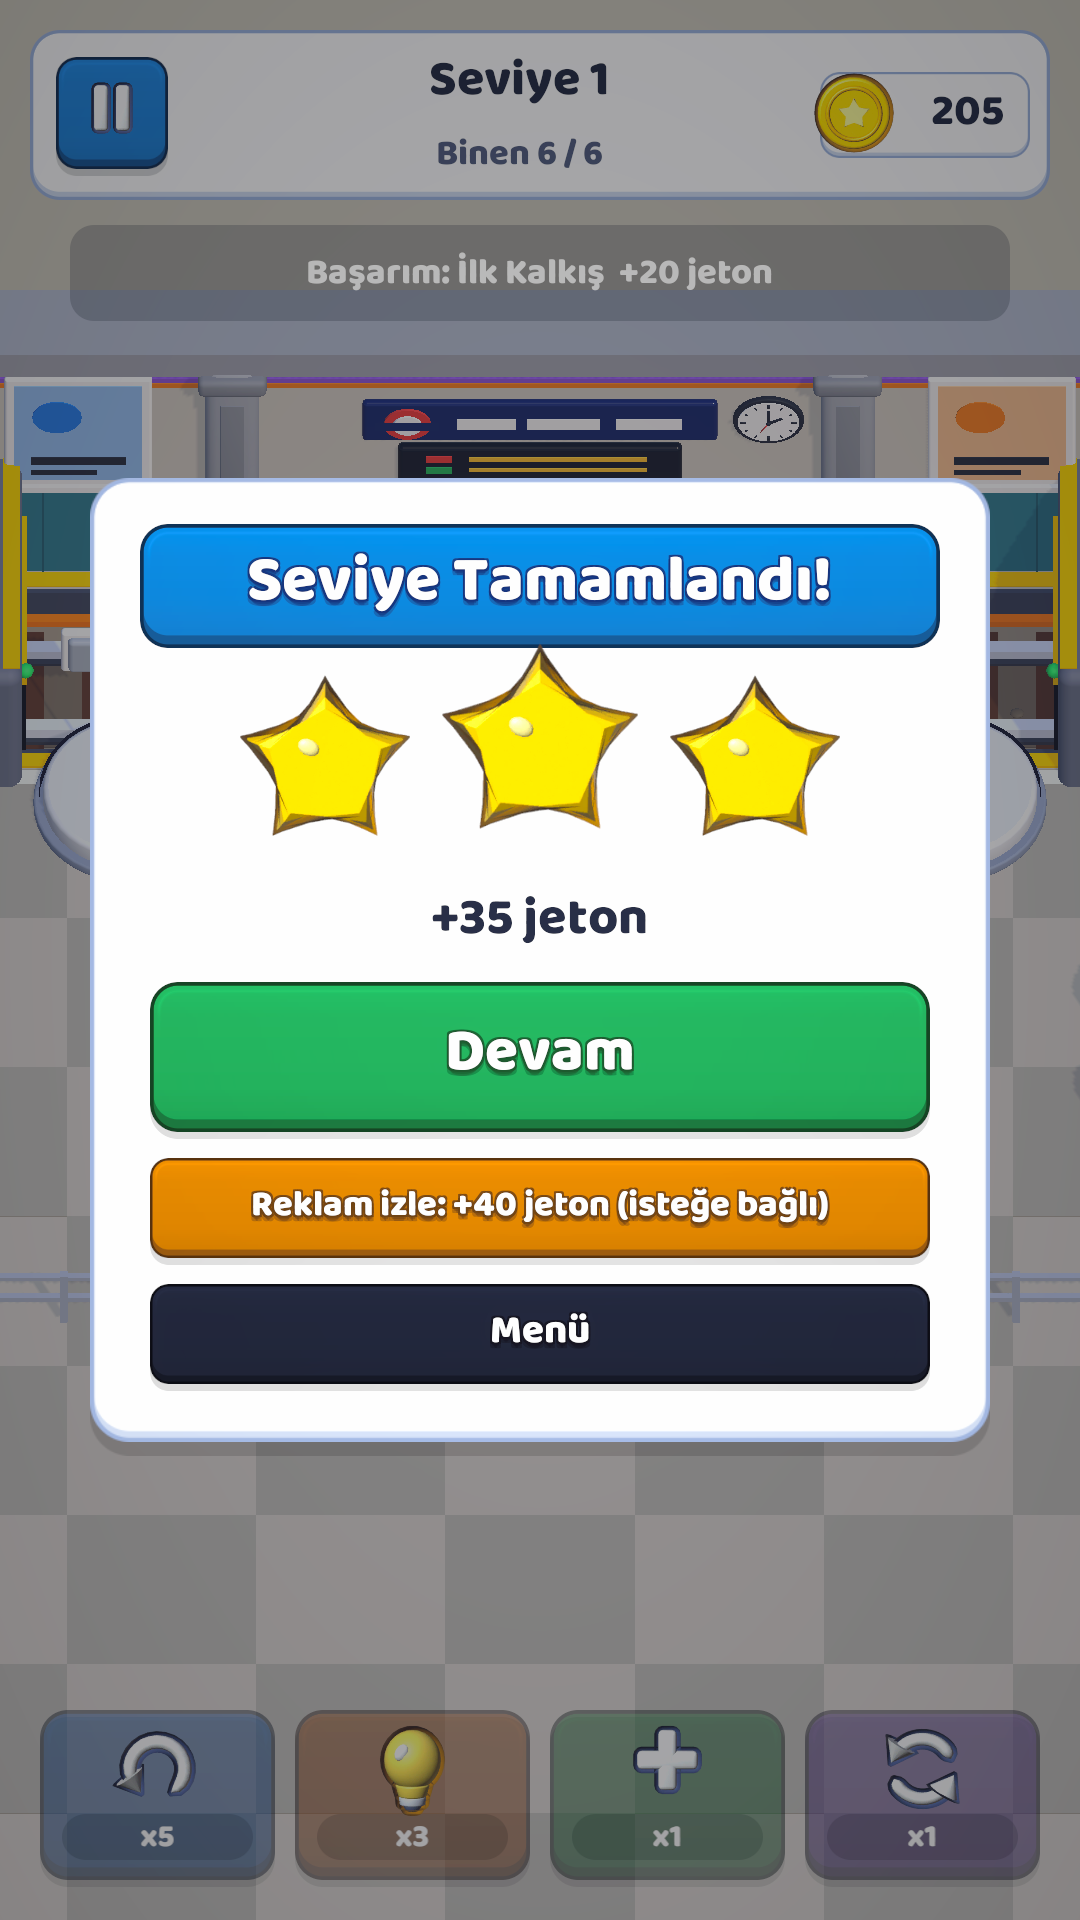 Seviye 1
205
Binen 6 / 6
Başarım: İlk Kalkış +20 jeton
Seviye Tamamlandı!
+35 jeton
Devam
Reklam izle: +40 jeton (isteğe bağlı)
Menü
x5
x3
x1
x1